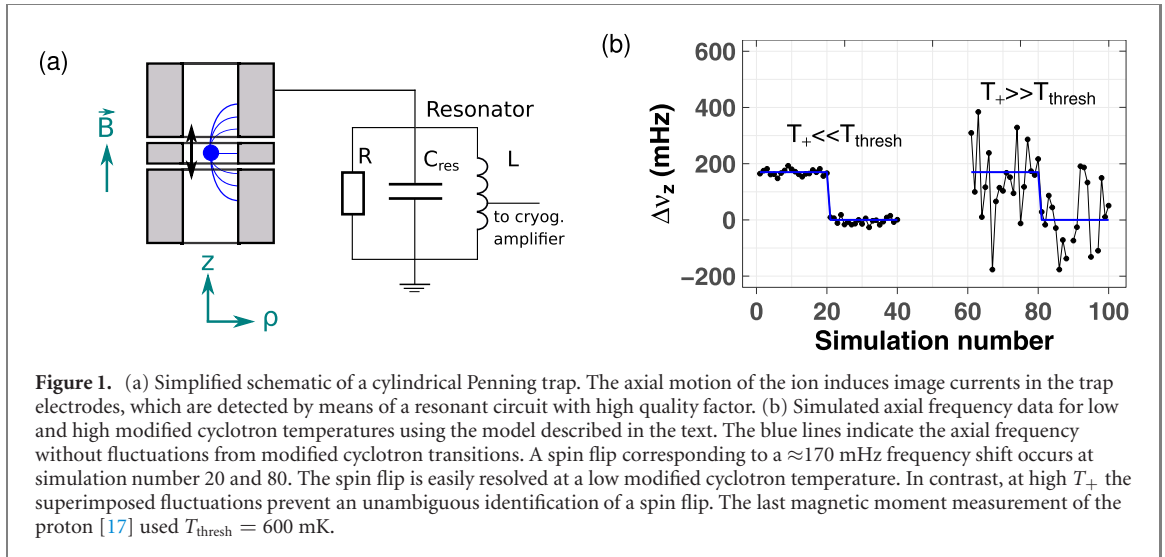 (a)
B
z
ρ
Resonator
R
C_res
L
to cryog.
amplifier
(b)
Δν_z (mHz)
600
400
200
0
−200
T_+<<T_thresh
T_+>>T_thresh
0 20 40 60 80 100
Simulation number
Figure 1. (a) Simplified schematic of a cylindrical Penning trap. The axial motion of the ion induces image currents in the trap
electrodes, which are detected by means of a resonant circuit with high quality factor. (b) Simulated axial frequency data for low
and high modified cyclotron temperatures using the model described in the text. The blue lines indicate the axial frequency
without fluctuations from modified cyclotron transitions. A spin flip corresponding to a ≈170 mHz frequency shift occurs at
simulation number 20 and 80. The spin flip is easily resolved at a low modified cyclotron temperature. In contrast, at high T_+ the
superimposed fluctuations prevent an unambiguous identification of a spin flip. The last magnetic moment measurement of the
proton [17] used T_thresh = 600 mK.